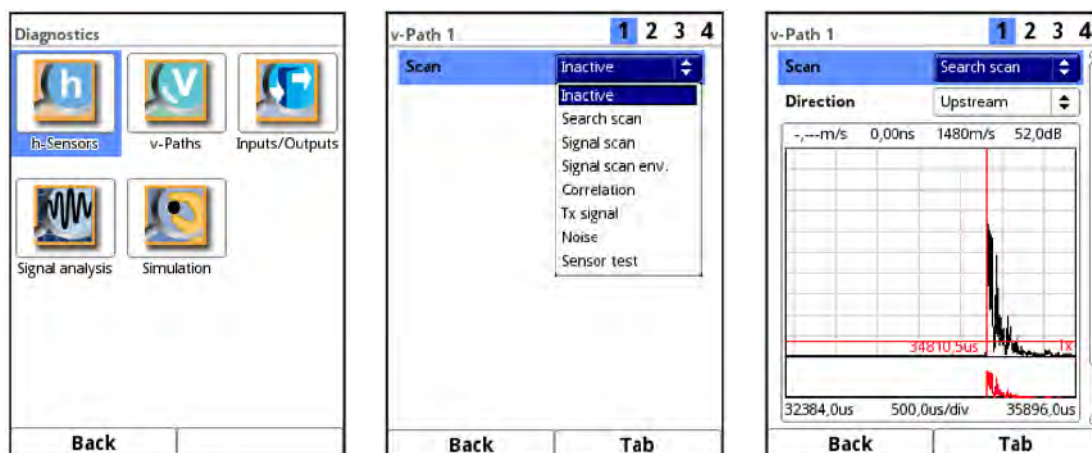 Diagnostics
h-Sensors
v-Paths
Inputs/Outputs
Signal analysis
Simulation
Back
v-Path 1
1 2 3 4
Scan
Inactive
Inactive
Search scan
Signal scan
Signal scan env.
Correlation
Tx signal
Noise
Sensor test
Back
Tab
v-Path 1
1 2 3 4
Scan
Search scan
Direction
Upstream
-,---m/s 0,00ns 1480m/s 52,0dB
34810,5us
Tx
32384,0us 500,0us/div 35896,0us
Back
Tab